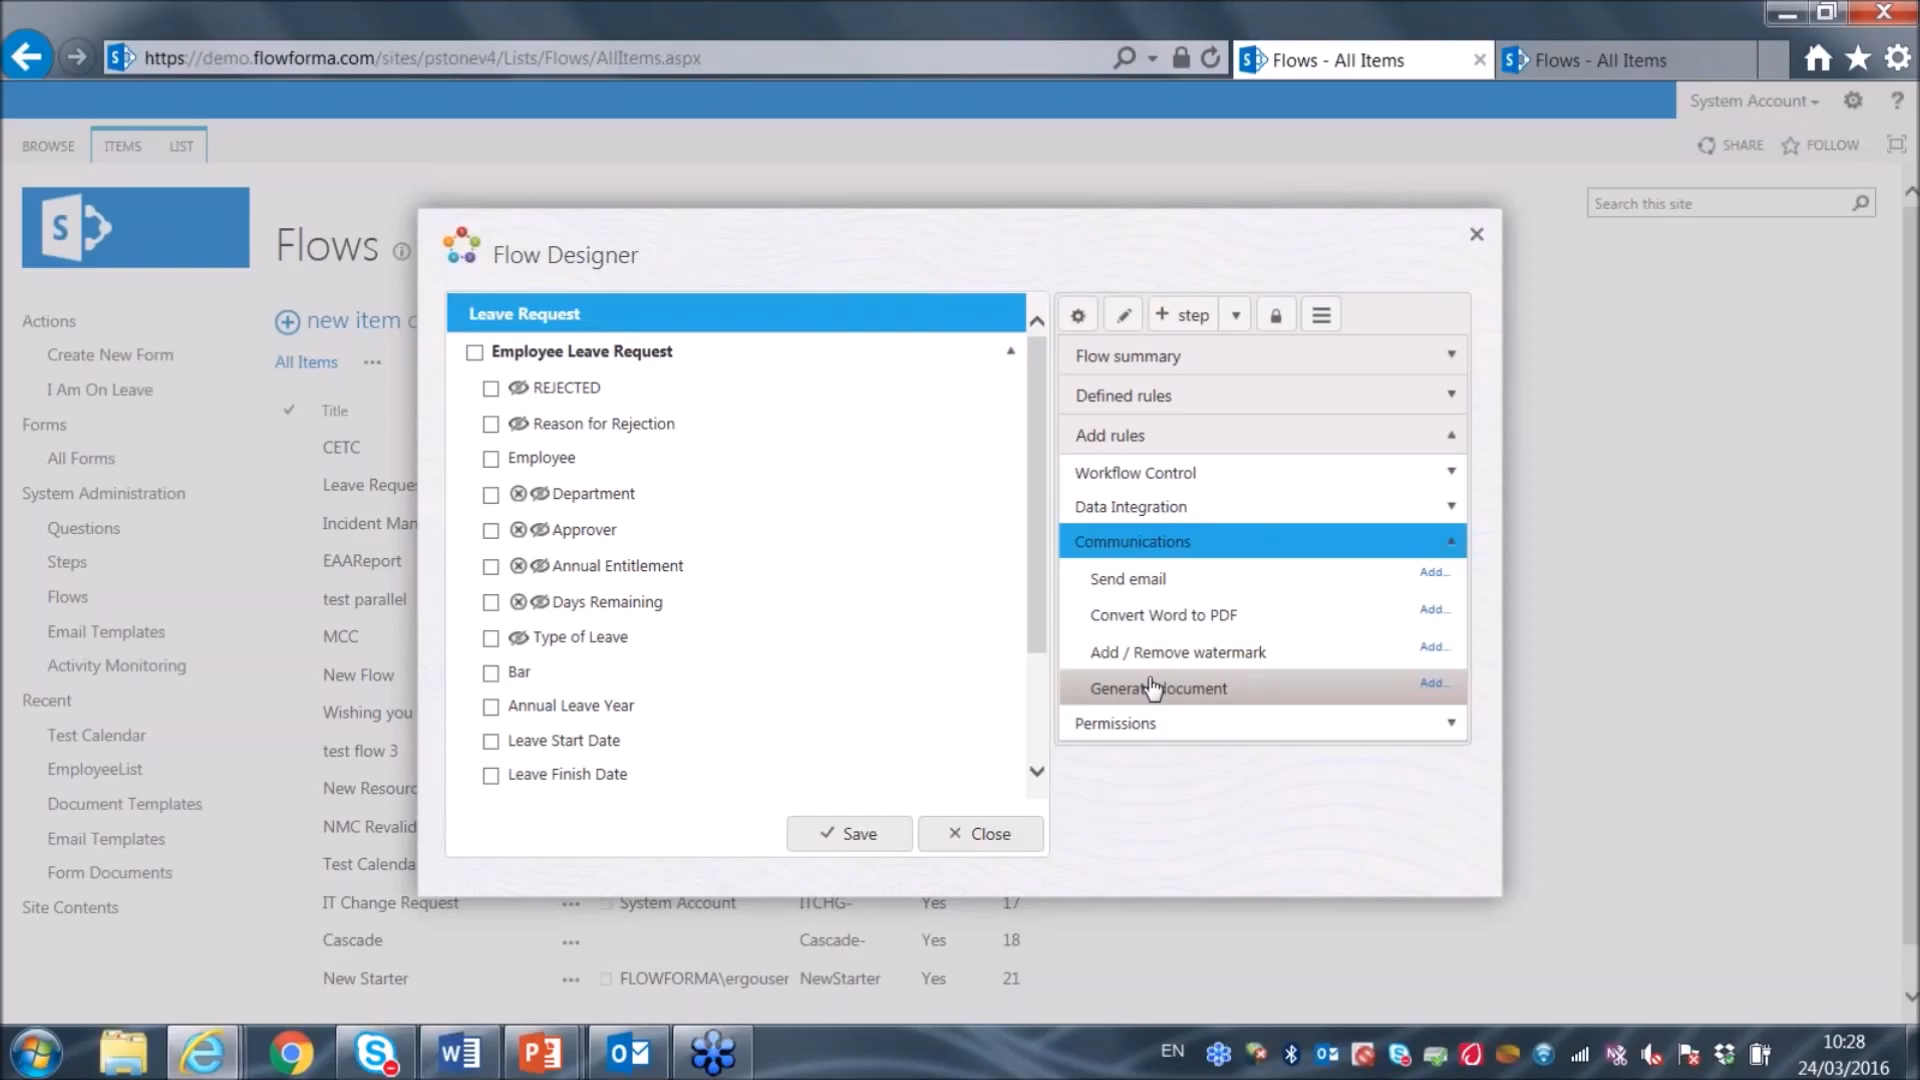 https://demo.flowforma.com/sites/pstonev4/Lists/Flows/AllItems.aspx
Flows - All Items
Flows - All Items
System Account
?
BROWSE
ITEMS
LIST
SHARE
FOLLOW
S
Flows
Search this site
Flow Designer
Actions
Create New Form
I Am On Leave
Forms
All Forms
System Administration
Questions
Steps
Flows
Email Templates
Activity Monitoring
Recent
Test Calendar
EmployeeList
Document Templates
Email Templates
Form Documents
Site Contents
new item
All Items
Title
CETC
Leave Reques
Incident Man
EAAReport
test parallel
MCC
New Flow
Wishing you
test flow 3
New Resourc
NMC Revalid
Test Calenda
IT Change Request
System Account
ITCHG-
Yes
17
Cascade
Cascade-
Yes
18
New Starter
FLOWFORMA\ergouser
NewStarter
Yes
21
Leave Request
Employee Leave Request
REJECTED
Reason for Rejection
Employee
Department
Approver
Annual Entitlement
Days Remaining
Type of Leave
Bar
Annual Leave Year
Leave Start Date
Leave Finish Date
Save
Close
+ step
Flow summary
Defined rules
Add rules
Workflow Control
Data Integration
Communications
Send email
Add...
Convert Word to PDF
Add...
Add / Remove watermark
Add...
Generate document
Add...
Permissions
EN
10:28
24/03/2016